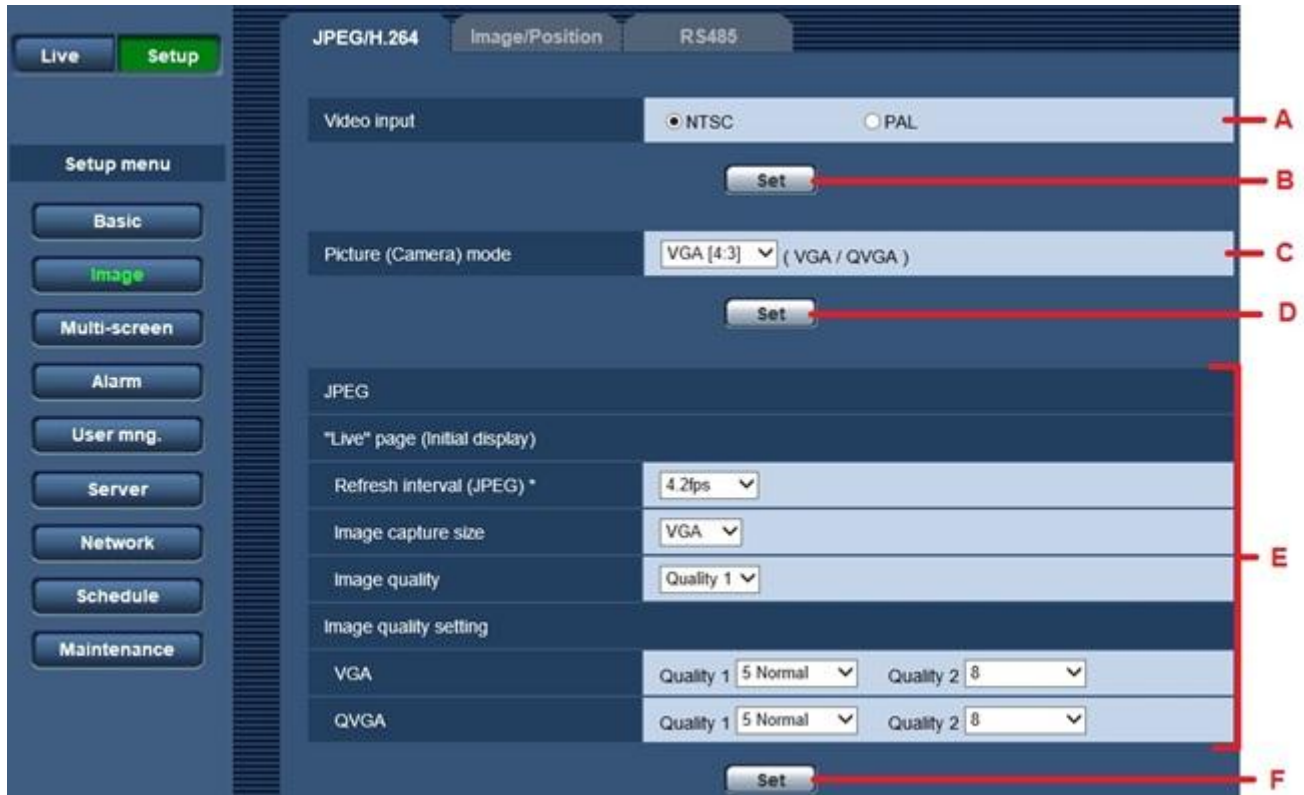 Live Setup
JPEG/H.264 Image/Position RS485
Video input NTSC PAL A
Setup menu
Set B
Basic
Picture (Camera) mode VGA [4:3] ( VGA / QVGA ) C
Image
Set D
Multi-screen
Alarm
JPEG
User mng.
"Live" page (Initial display)
Server
Refresh interval (JPEG) * 4.2fps
Network
Image capture size VGA
E
Image quality Quality 1
Schedule
Image quality setting
Maintenance
VGA Quality 1 5 Normal Quality 2 8
QVGA Quality 1 5 Normal Quality 2 8
Set F